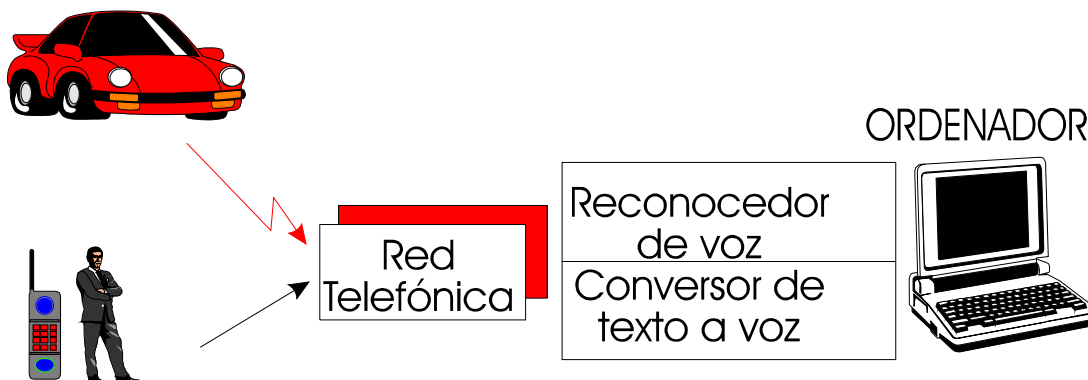 ORDENADOR
Reconocedor
de voz
Red
Telefónica
Conversor de
texto a voz